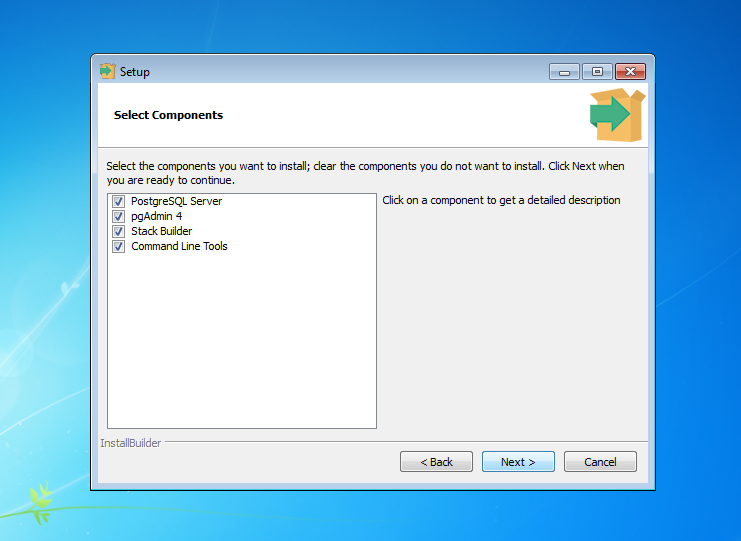 Setup
Select Components
Select the components you want to install; clear the components you do not want to install. Click Next when
you are ready to continue.
PostgreSQL Server
pgAdmin 4
Stack Builder
Command Line Tools
Click on a component to get a detailed description
InstallBuilder
< Back
Next >
Cancel